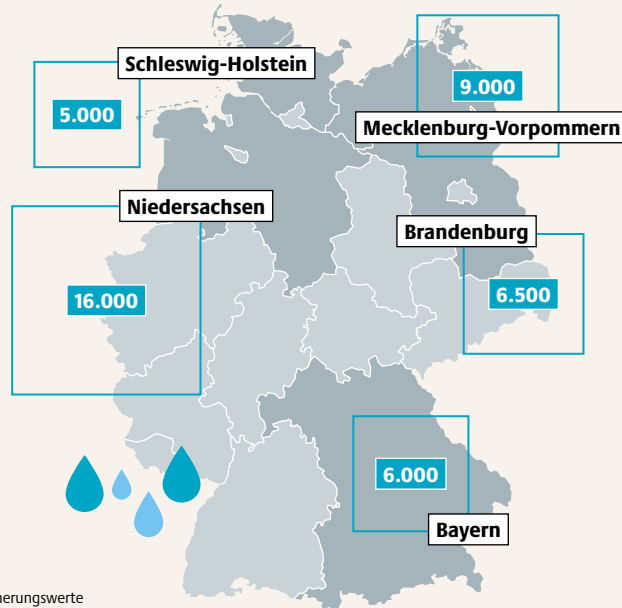 Schleswig-Holstein
5.000
9.000
Mecklenburg-Vorpommern
Niedersachsen
16.000
Brandenburg
6.500
6.000
Bayern